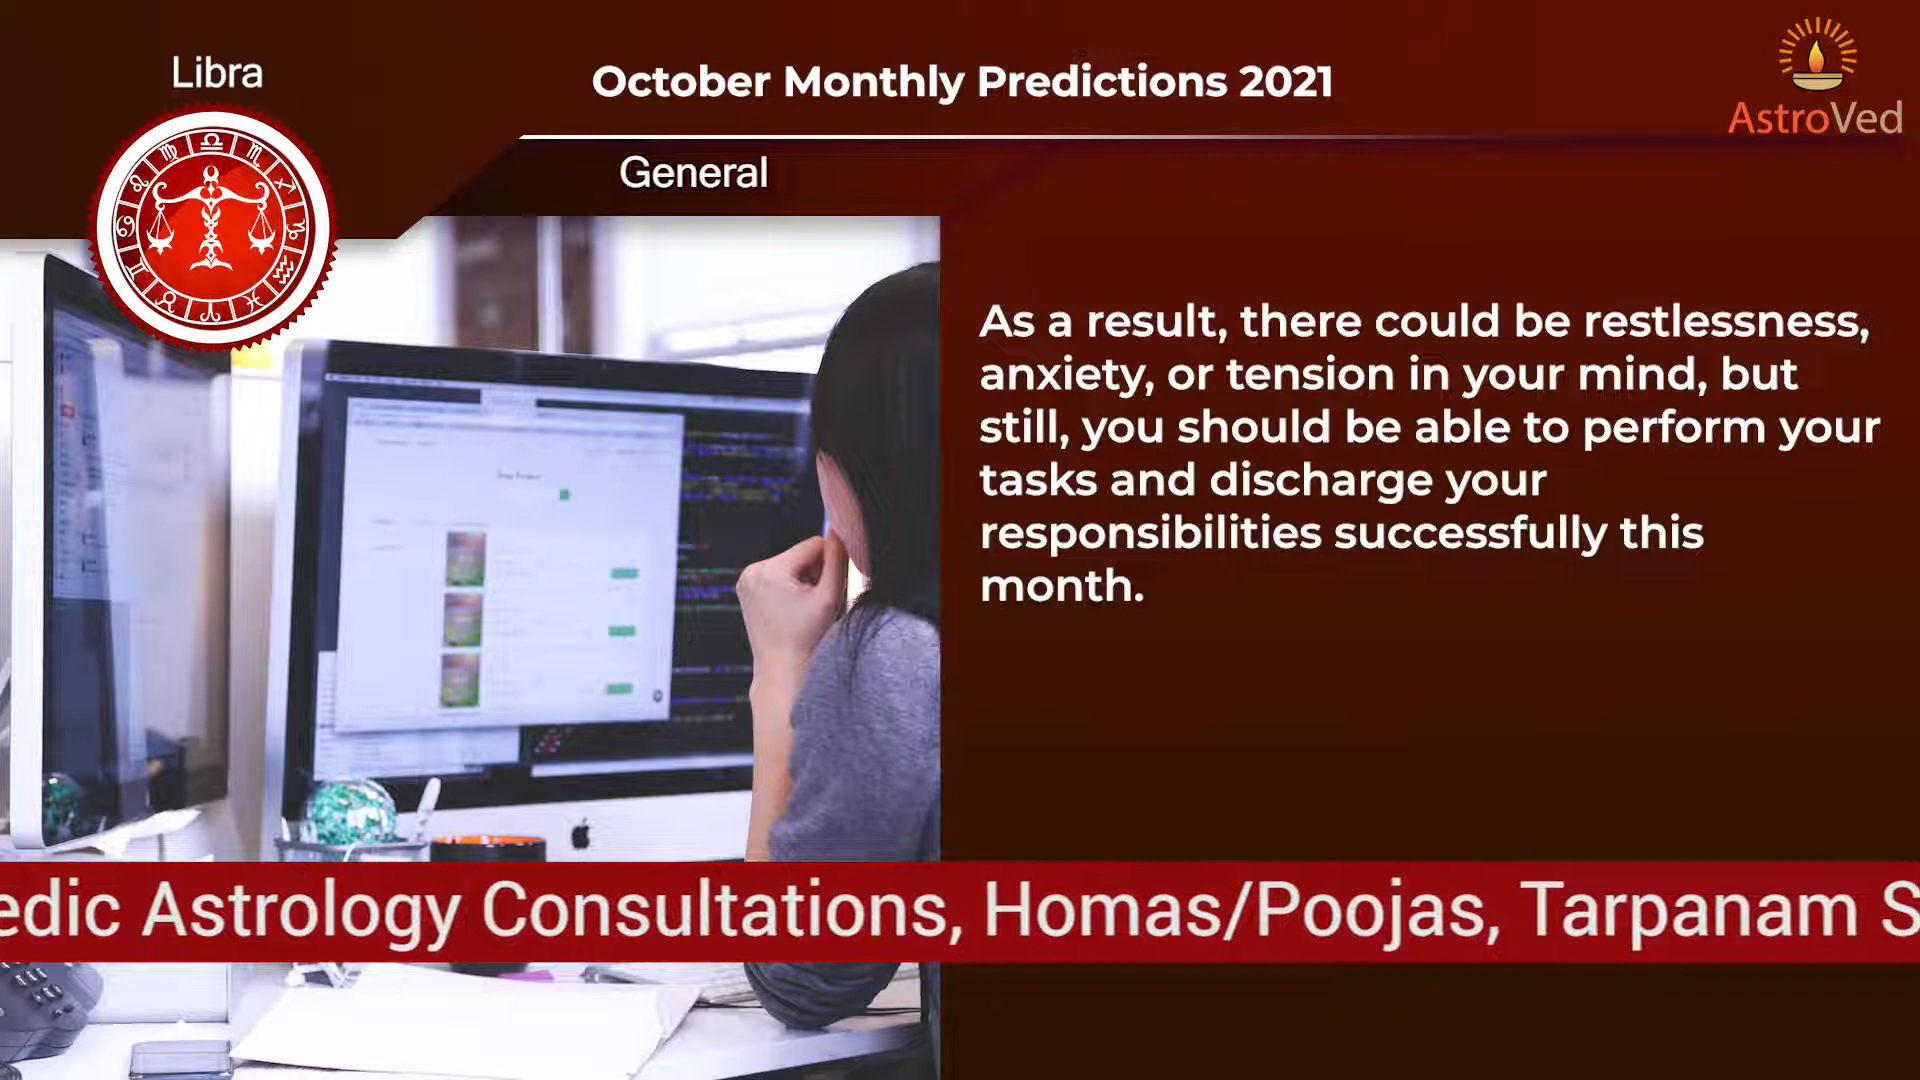 Libra
October Monthly Predictions 2021
AstroVed
General
As a result, there could be restlessness,
anxiety, or tension in your mind, but
still, you should be able to perform your
tasks and discharge your
responsibilities successfully this
month.
edic Astrology Consultations, Homas/Poojas, Tarpanam S